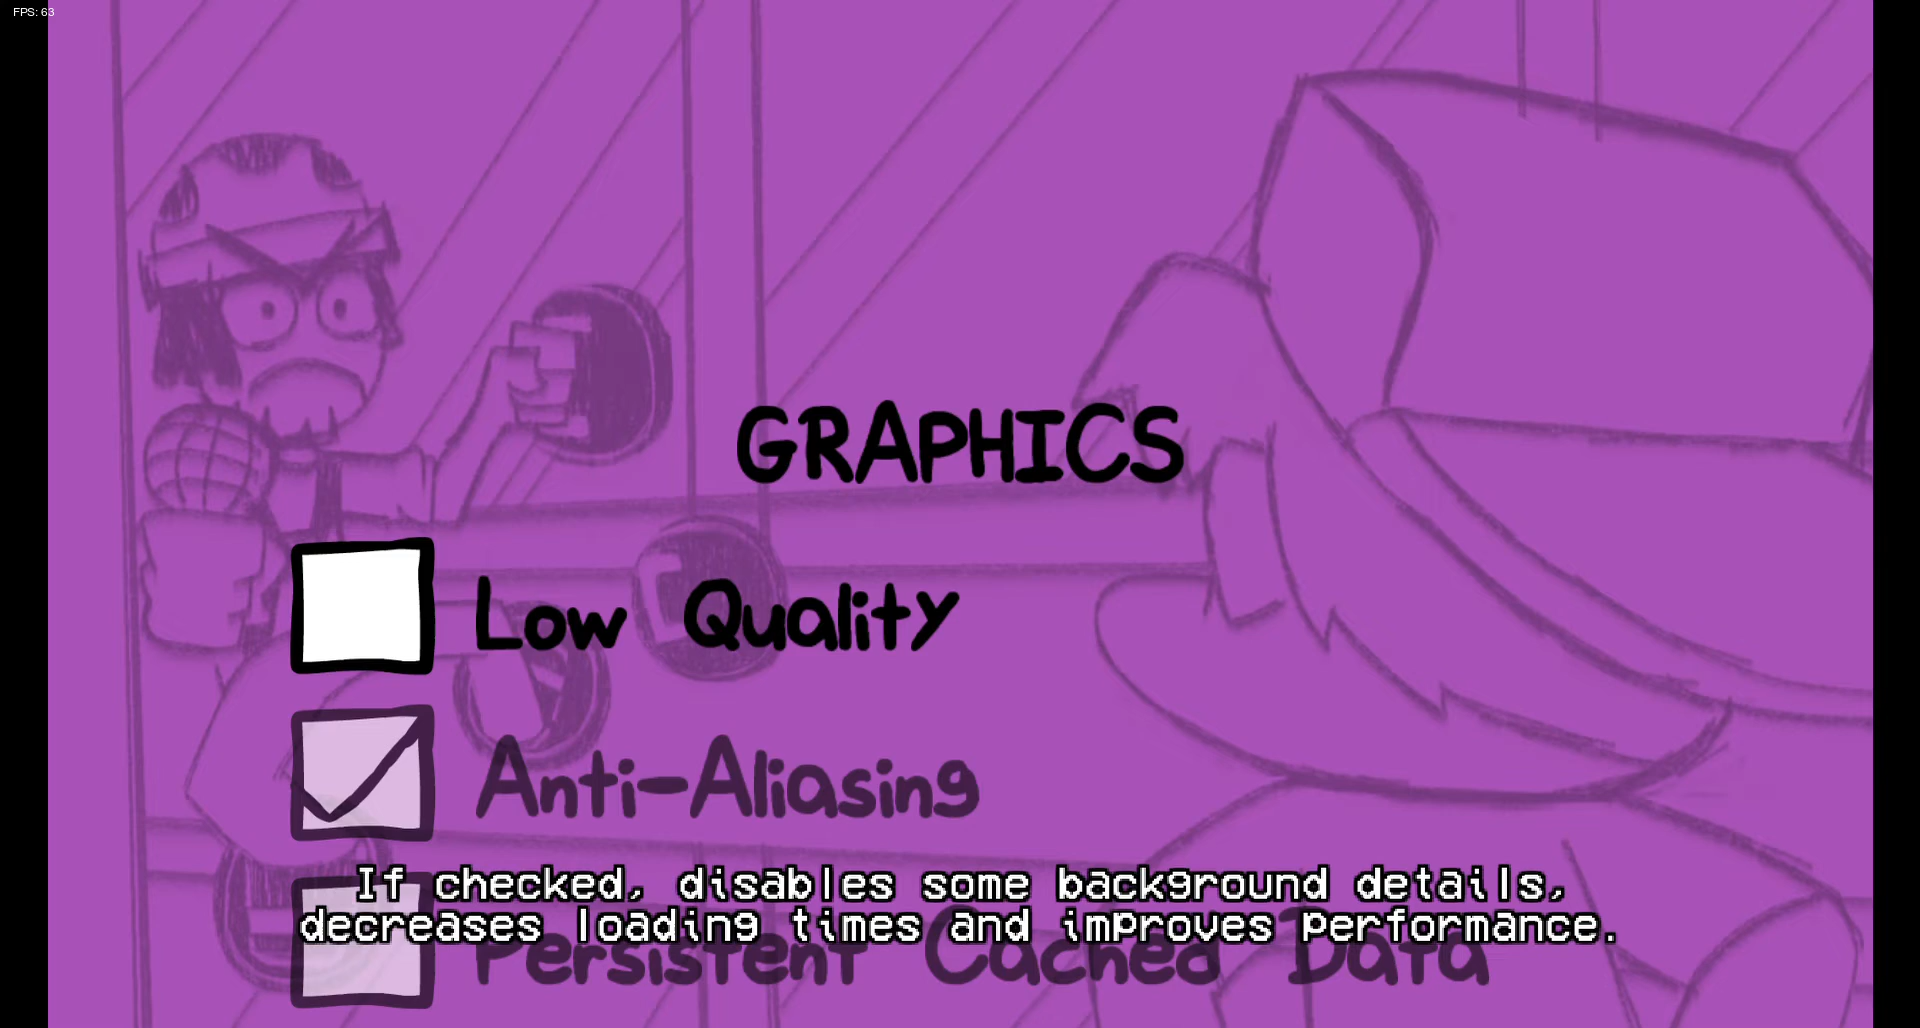 FPS: 63
GRAPHICS
Low Quality
Anti-Aliasing
If checked, disables some background details,
decreases loading times and improves performance.
Persistent Cached Data